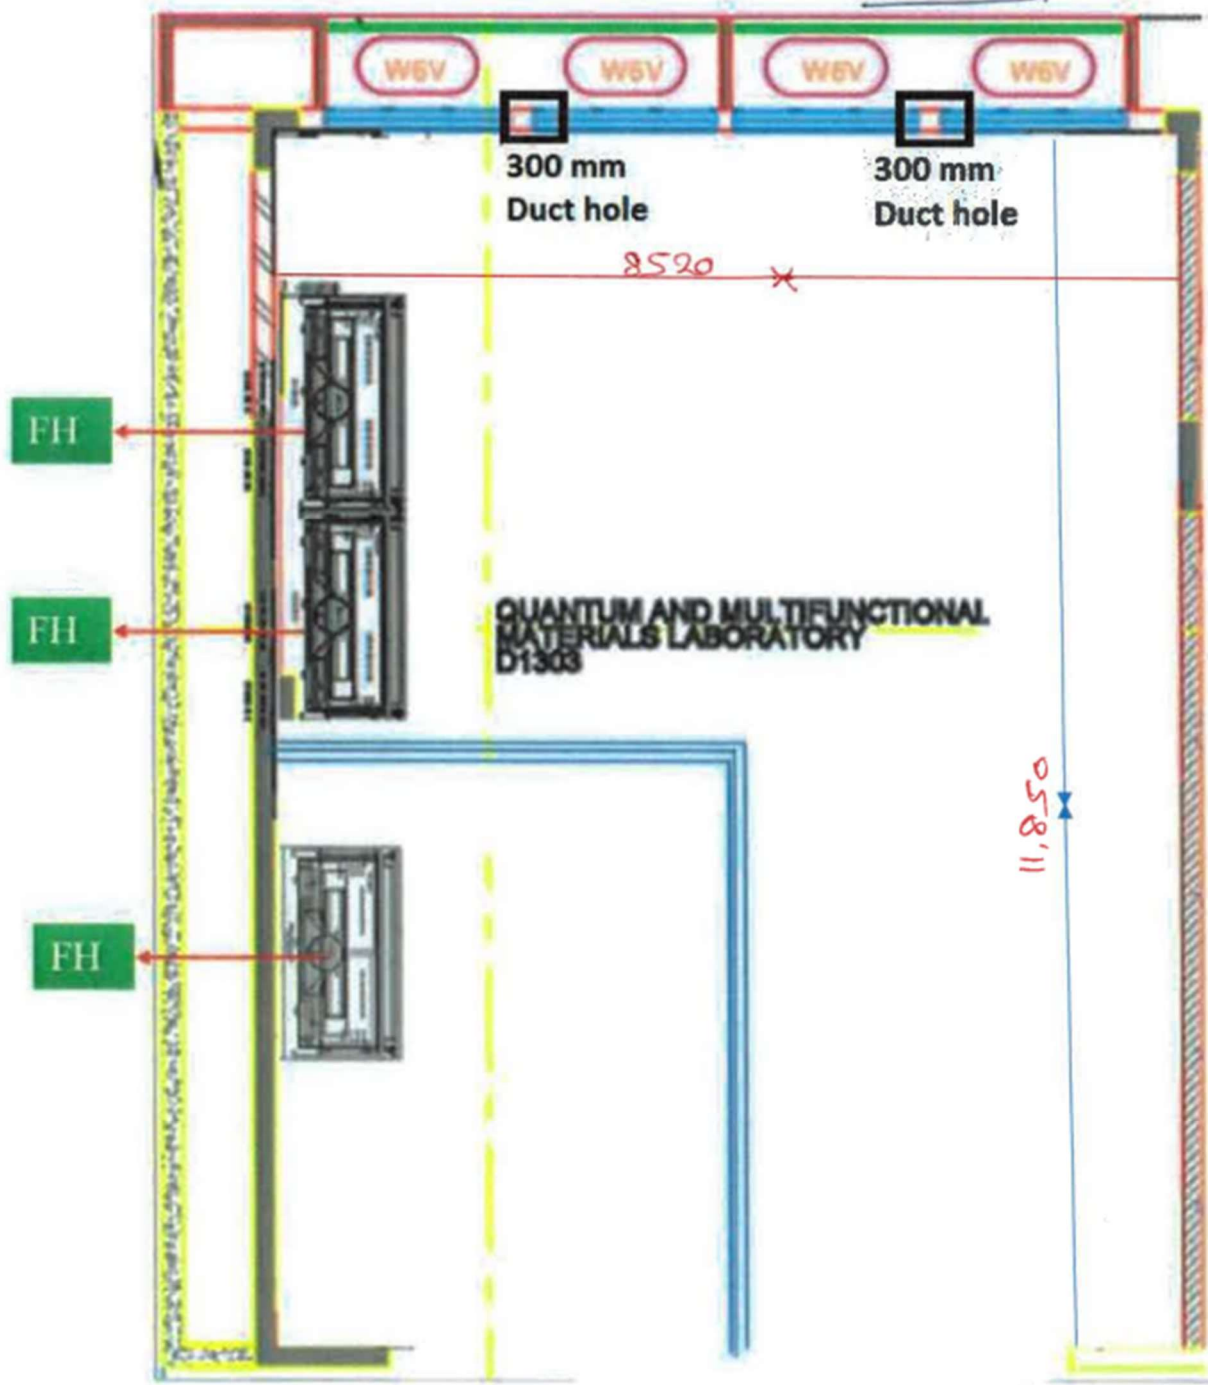 W6V W6V W6V W6V
300 mm
Duct hole
300 mm
Duct hole
8520
FH
FH
QUANTUM AND MULTIFUNCTIONAL
MATERIALS LABORATORY
D1303
11,850
FH